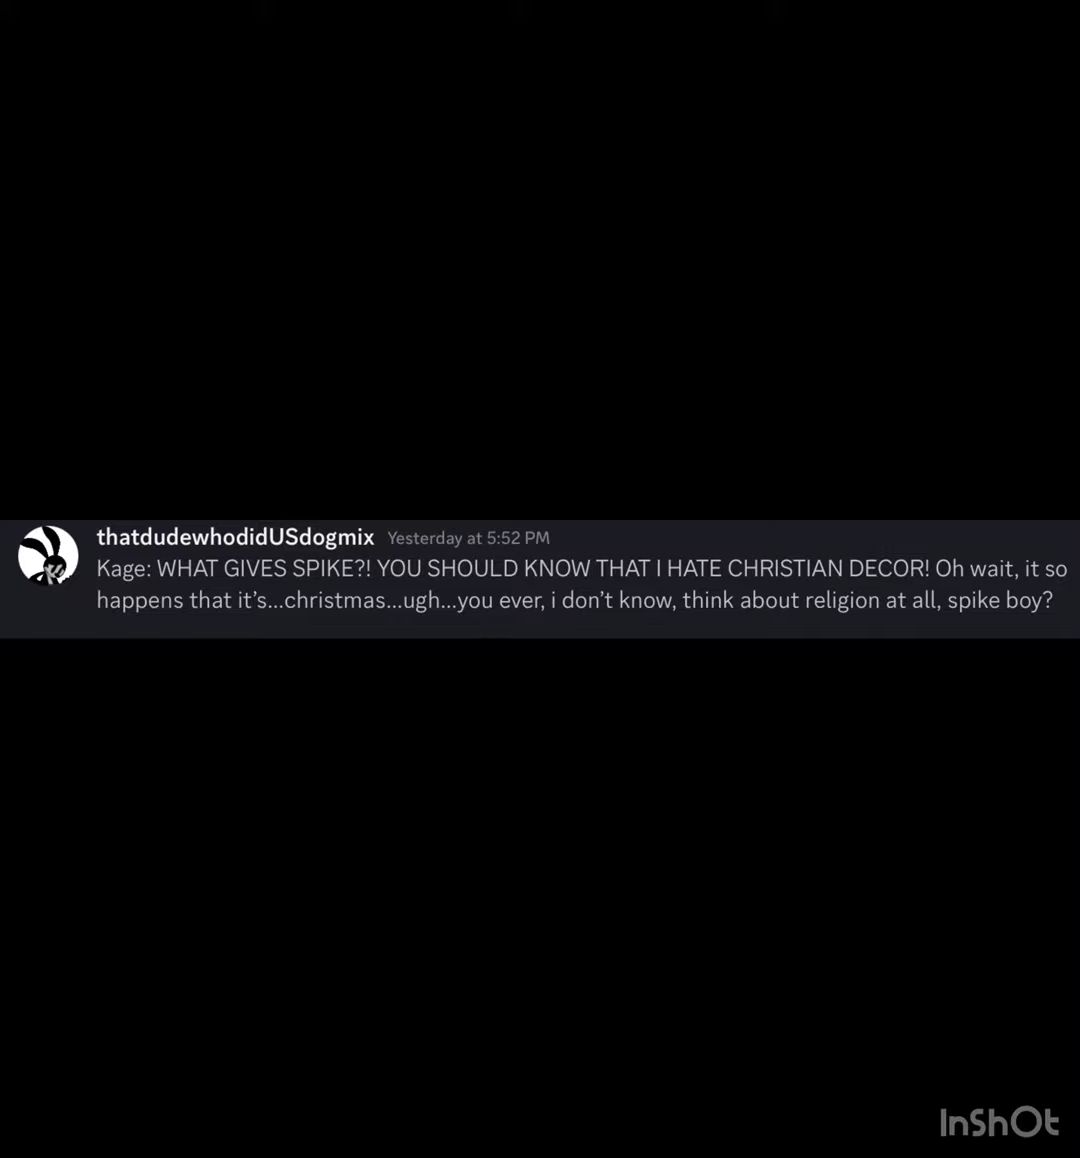 thatdudewhodidUSdogmix Yesterday at 5:52 PM
Kage: WHAT GIVES SPIKE?! YOU SHOULD KNOW THAT I HATE CHRISTIAN DECOR! Oh wait, it so
happens that it’s...christmas...ugh...you ever, i don’t know, think about religion at all, spike boy?
InShOt